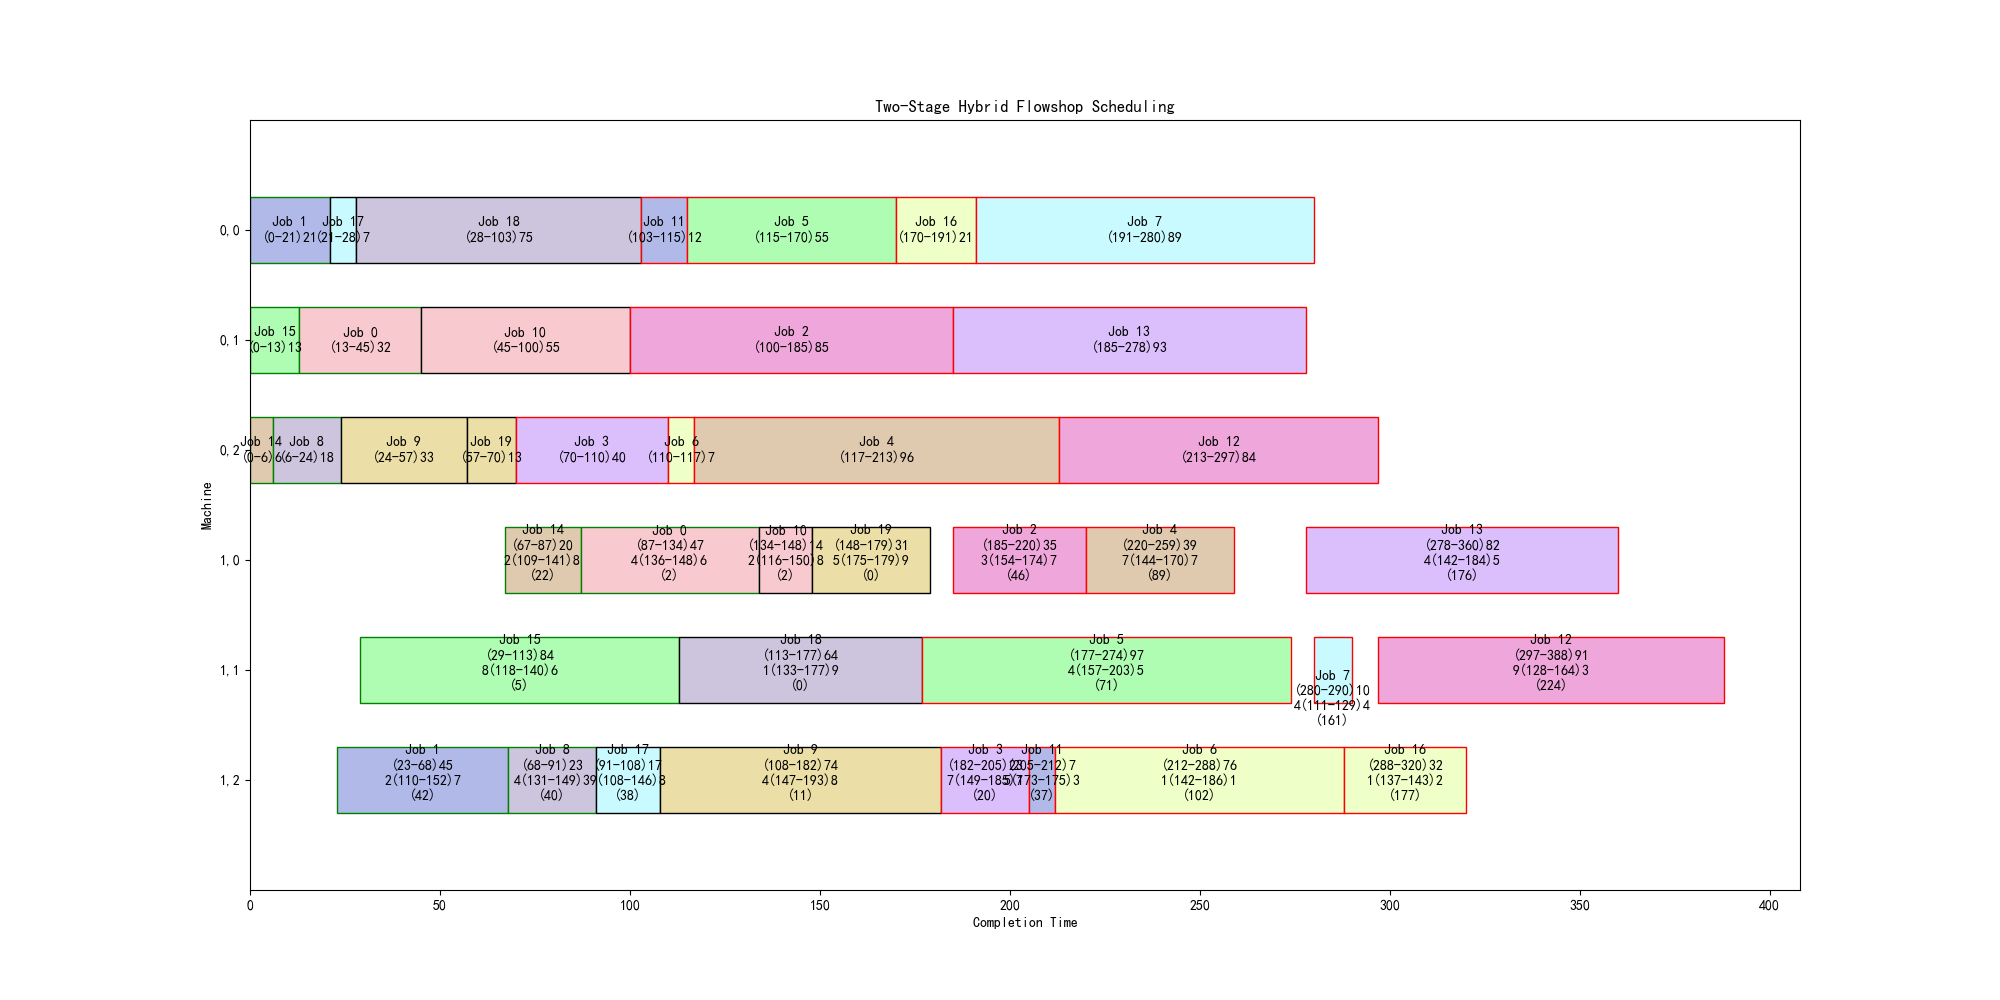 Two-Stage Hybrid Flowshop Scheduling
0,0
Job 1
(0-21)21
Job 17
(21-28)7
Job 18
(28-103)75
Job 11
(103-115)12
Job 5
(115-170)55
Job 16
(170-191)21
Job 7
(191-280)89
0,1
Job 15
(0-13)13
Job 0
(13-45)32
Job 10
(45-100)55
Job 2
(100-185)85
Job 13
(185-278)93
0,2
Job 14
(0-6)6
Job 8
(6-24)18
Job 9
(24-57)33
Job 19
(57-70)13
Job 3
(70-110)40
Job 6
(110-117)7
Job 4
(117-213)96
Job 12
(213-297)84
Machine
1,0
Job 14
(67-87)20
2(109-141)8
(22)
Job 0
(87-134)47
4(136-148)6
(2)
Job 10
(134-148)14
2(116-150)8
(2)
Job 19
(148-179)31
5(175-179)9
(0)
Job 2
(185-220)35
3(154-174)7
(46)
Job 4
(220-259)39
7(144-170)7
(89)
Job 13
(278-360)82
4(142-184)5
(176)
1,1
Job 15
(29-113)84
8(118-140)6
(5)
Job 18
(113-177)64
1(133-177)9
(0)
Job 5
(177-274)97
4(157-203)5
(71)
Job 7
(280-290)10
4(111-129)4
(161)
Job 12
(297-388)91
9(128-164)3
(224)
1,2
Job 1
(23-68)45
2(110-152)7
(42)
Job 8
(68-91)23
4(131-149)3
(40)
Job 17
(91-108)17
(108-146)
(38)
Job 9
(108-182)74
4(147-193)8
(11)
Job 3
(182-205)23
7(149-185)7
(20)
Job 11
(205-212)7
(173-175)3
(37)
Job 6
(212-288)76
1(142-186)1
(102)
Job 16
(288-320)32
1(137-143)2
(177)
0
50
100
150
200
250
300
350
400
Completion Time